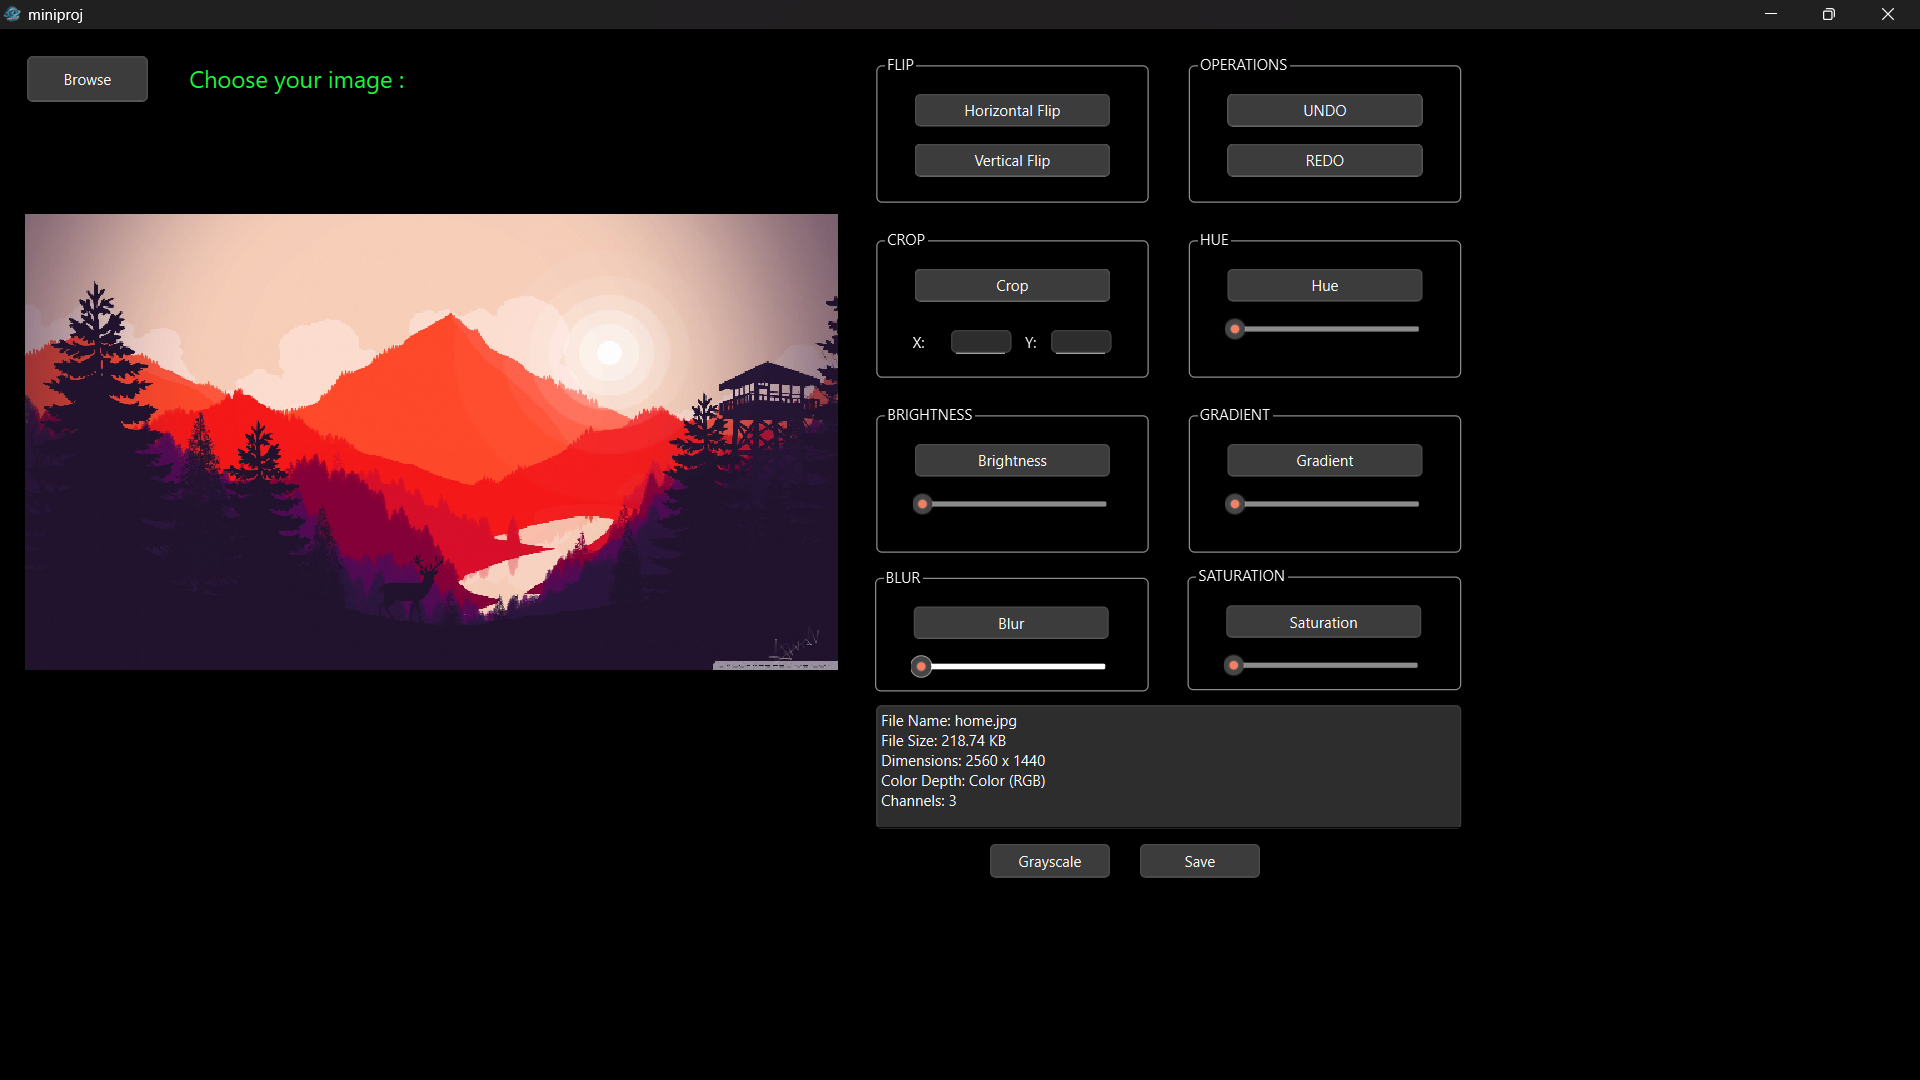 miniproj
Browse
Choose your image :
FLIP
Horizontal Flip
Vertical Flip
OPERATIONS
UNDO
REDO
CROP
Crop
X:
Y:
HUE
Hue
BRIGHTNESS
Brightness
GRADIENT
Gradient
BLUR
Blur
SATURATION
Saturation
File Name: home.jpg
File Size: 218.74 KB
Dimensions: 2560 x 1440
Color Depth: Color (RGB)
Channels: 3
Grayscale
Save